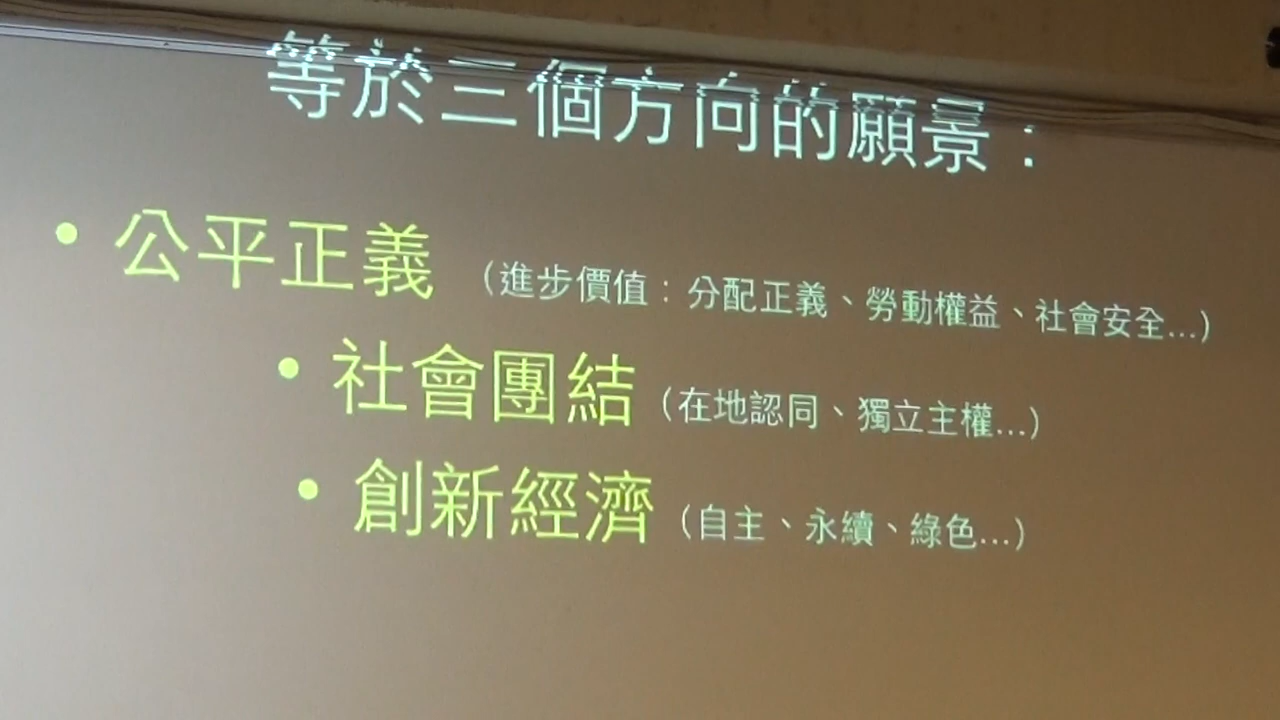 等於三個方向的願景：
• 公平正義 （進步價值：分配正義、勞動權益、社會安全...）
• 社會團結（在地認同、獨立主權...）
• 創新經濟（自主、永續、綠色...）